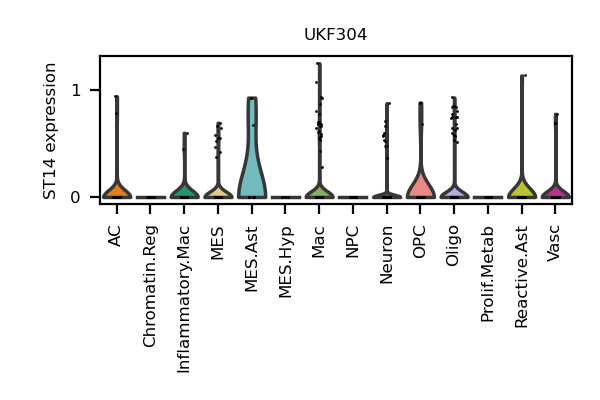 UKF304
ST14 expression
1
0
AC
Chromatin.Reg
Inflammatory.Mac
MES
MES.Ast
MES.Hyp
Mac
NPC
Neuron
OPC
Oligo
Prolif.Metab
Reactive.Ast
Vasc